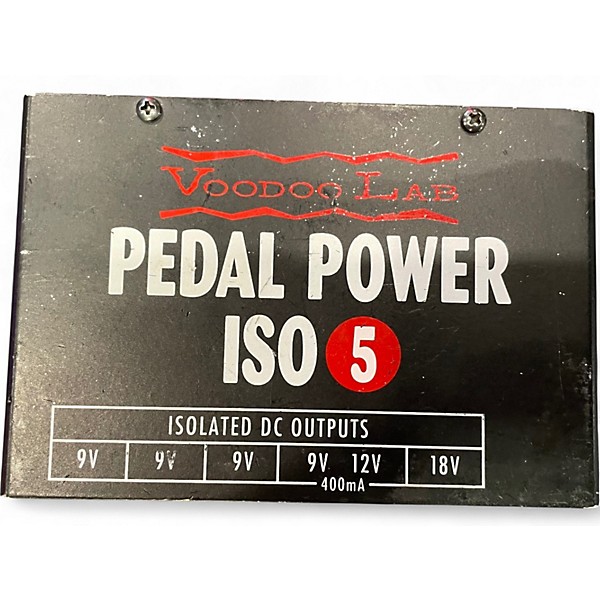 VOODOO LAB
PEDAL POWER
ISO 5
ISOLATED DC OUTPUTS
9V 9V 9V 9V 12V 18V
400mA